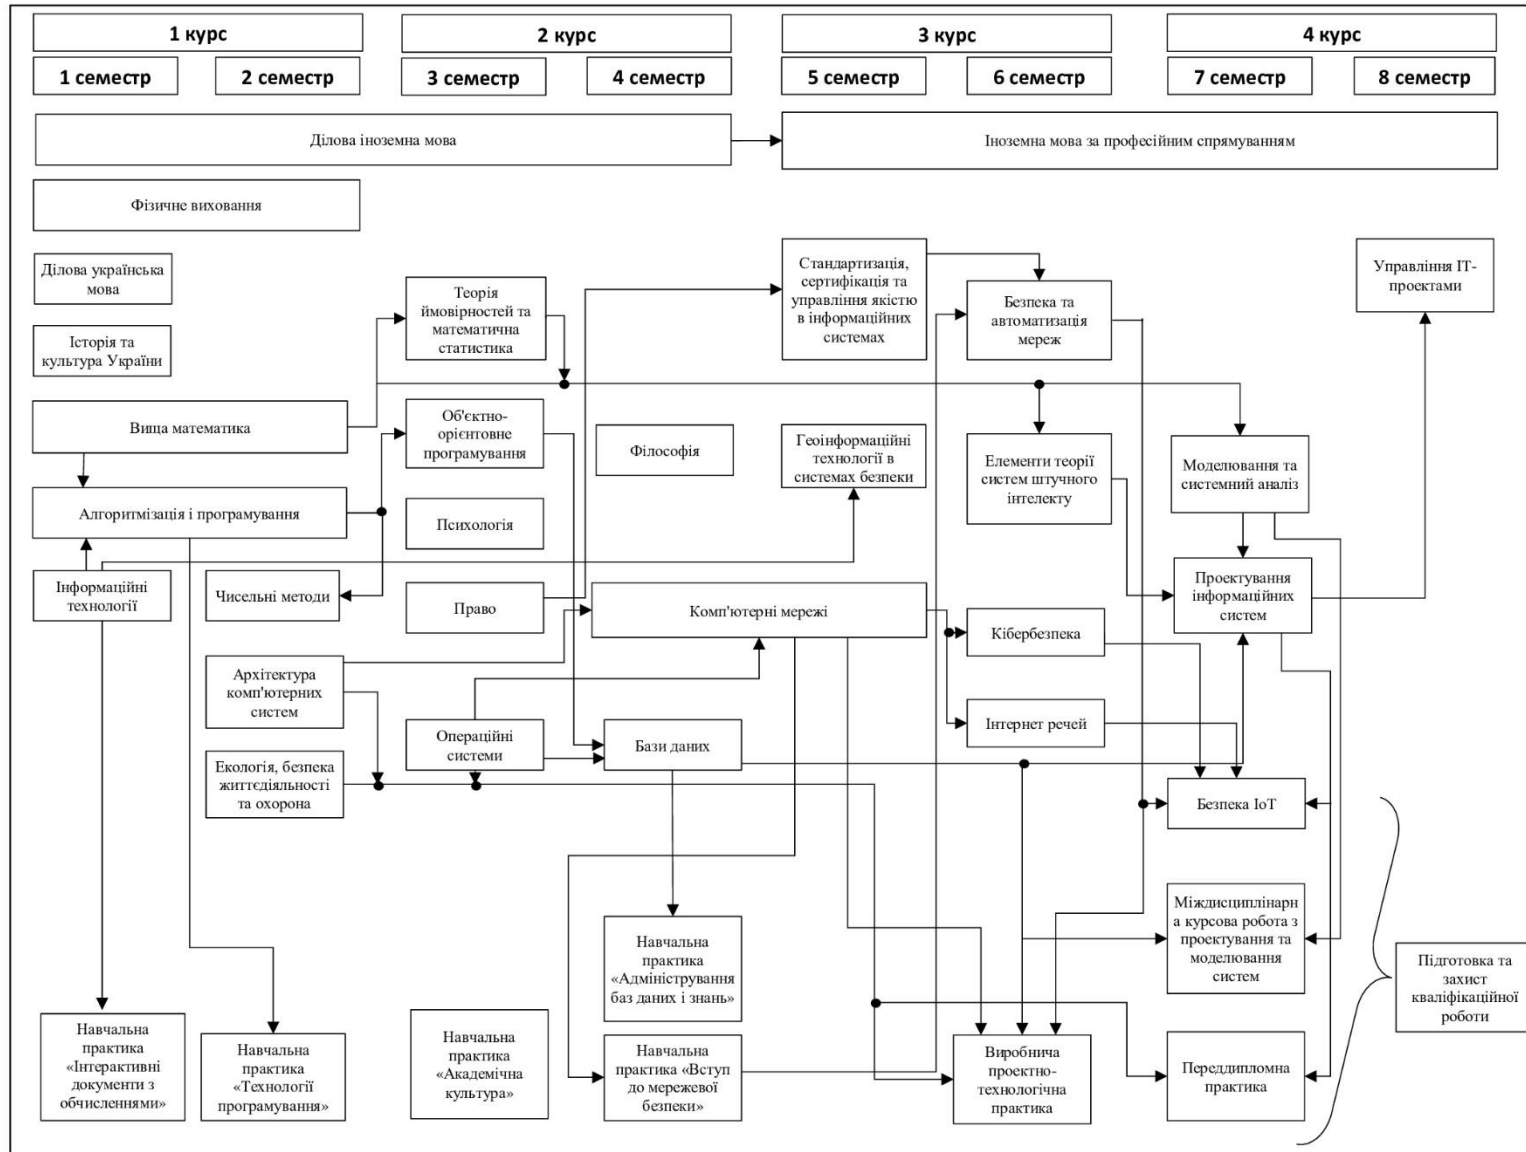 1 курс
2 курс
3 курс
4 курс
1 семестр
2 семестр
3 семестр
4 семестр
5 семестр
6 семестр
7 семестр
8 семестр
Ділова іноземна мова
Іноземна мова за професійним спрямуванням
Фізичне виховання
Ділова українська
мова
Історія та
культура України
Теорія
ймовірностей та
математична
статистика
Стандартизація,
сертифікація та
управління якістю
в інформаційних
системах
Безпека та
автоматизація
мереж
Управління ІТ-
проектами
Вища математика
Об'єктно-
орієнтовне
програмування
Філософія
Геоінформаційні
технології в
системах безпеки
Елементи теорії
систем штучного
інтелекту
Моделювання та
системний аналіз
Алгоритмізація і програмування
Психологія
Інформаційні
технології
Чисельні методи
Право
Комп'ютерні мережі
Кібербезпека
Проектування
інформаційних
систем
Архітектура
комп'ютерних
систем
Операційні
системи
Бази даних
Інтернет речей
Екологія, безпека
життєдіяльності
та охорона
Безпека ІоТ
Навчальна
практика
«Адміністрування
баз даних і знань»
Міждисциплінарн
а курсова робота з
проектування та
моделювання
систем
Підготовка та
захист
кваліфікаційної
роботи
Навчальна
практика
«Інтерактивні
документи з
обчисленнями»
Навчальна
практика
«Технології
програмування»
Навчальна
практика
«Академічна
культура»
Навчальна
практика «Вступ
до мережевої
безпеки»
Виробнича
проектно-
технологічна
практика
Переддипломна
практика